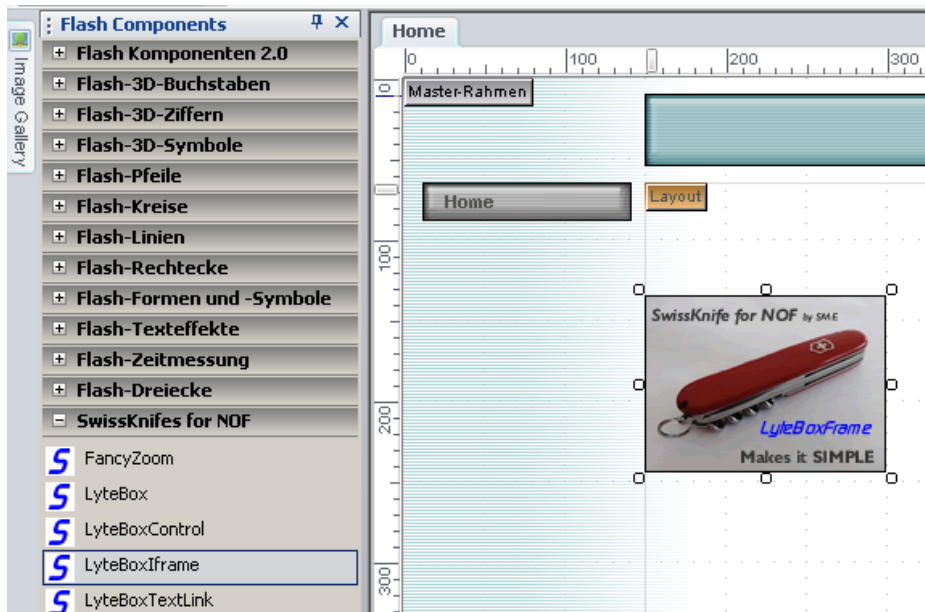 Image Gallery
Flash Components
Flash Komponenten 2.0
Flash-3D-Buchstaben
Flash-3D-Ziffern
Flash-3D-Symbole
Flash-Pfeile
Flash-Kreise
Flash-Linien
Flash-Rechtecke
Flash-Formen und -Symbole
Flash-Texteffekte
Flash-Zeitmessung
Flash-Dreiecke
SwissKnifes for NOF
FancyZoom
LyteBox
LyteBoxControl
LyteBoxIframe
LyteBoxTextLink
Home
0 100 200 300
0
100
200
300
Master-Rahmen
Home
Layout
SwissKnife for NOF by SME
LyteBoxFrame
Makes it SIMPLE